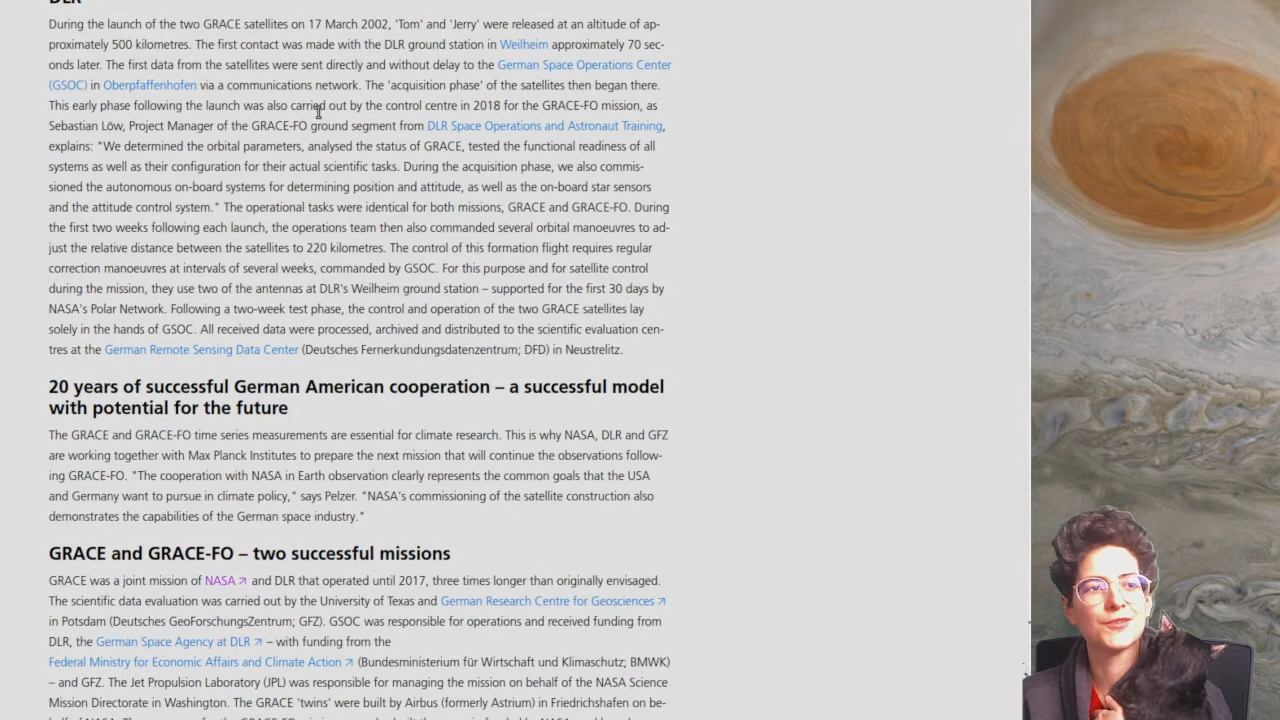 DLR
During the launch of the two GRACE satellites on 17 March 2002, 'Tom' and 'Jerry' were released at an altitude of ap-
proximately 500 kilometres. The first contact was made with the DLR ground station in Weilheim approximately 70 sec-
onds later. The first data from the satellites were sent directly and without delay to the German Space Operations Center
(GSOC) in Oberpfaffenhofen via a communications network. The 'acquisition phase' of the satellites then began there.
This early phase following the launch was also carried out by the control centre in 2018 for the GRACE-FO mission, as
Sebastian Löw, Project Manager of the GRACE-FO ground segment from DLR Space Operations and Astronaut Training,
explains: "We determined the orbital parameters, analysed the status of GRACE, tested the functional readiness of all
systems as well as their configuration for their actual scientific tasks. During the acquisition phase, we also commis-
sioned the autonomous on-board systems for determining position and attitude, as well as the on-board star sensors
and the attitude control system." The operational tasks were identical for both missions, GRACE and GRACE-FO. During
the first two weeks following each launch, the operations team then also commanded several orbital manoeuvres to ad-
just the relative distance between the satellites to 220 kilometres. The control of this formation flight requires regular
correction manoeuvres at intervals of several weeks, commanded by GSOC. For this purpose and for satellite control
during the mission, they use two of the antennas at DLR's Weilheim ground station – supported for the first 30 days by
NASA's Polar Network. Following a two-week test phase, the control and operation of the two GRACE satellites lay
solely in the hands of GSOC. All received data were processed, archived and distributed to the scientific evaluation cen-
tres at the German Remote Sensing Data Center (Deutsches Fernerkundungsdatenzentrum; DFD) in Neustrelitz.
20 years of successful German American cooperation – a successful model
with potential for the future
The GRACE and GRACE-FO time series measurements are essential for climate research. This is why NASA, DLR and GFZ
are working together with Max Planck Institutes to prepare the next mission that will continue the observations follow-
ing GRACE-FO. "The cooperation with NASA in Earth observation clearly represents the common goals that the USA
and Germany want to pursue in climate policy," says Pelzer. "NASA's commissioning of the satellite construction also
demonstrates the capabilities of the German space industry."
GRACE and GRACE-FO – two successful missions
GRACE was a joint mission of NASA and DLR that operated until 2017, three times longer than originally envisaged.
The scientific data evaluation was carried out by the University of Texas and German Research Centre for Geosciences
in Potsdam (Deutsches GeoForschungsZentrum; GFZ). GSOC was responsible for operations and received funding from
DLR, the German Space Agency at DLR – with funding from the
Federal Ministry for Economic Affairs and Climate Action (Bundesministerium für Wirtschaft und Klimaschutz; BMWK)
– and GFZ. The Jet Propulsion Laboratory (JPL) was responsible for managing the mission on behalf of the NASA Science
Mission Directorate in Washington. The GRACE 'twins' were built by Airbus (formerly Astrium) in Friedrichshafen on be-